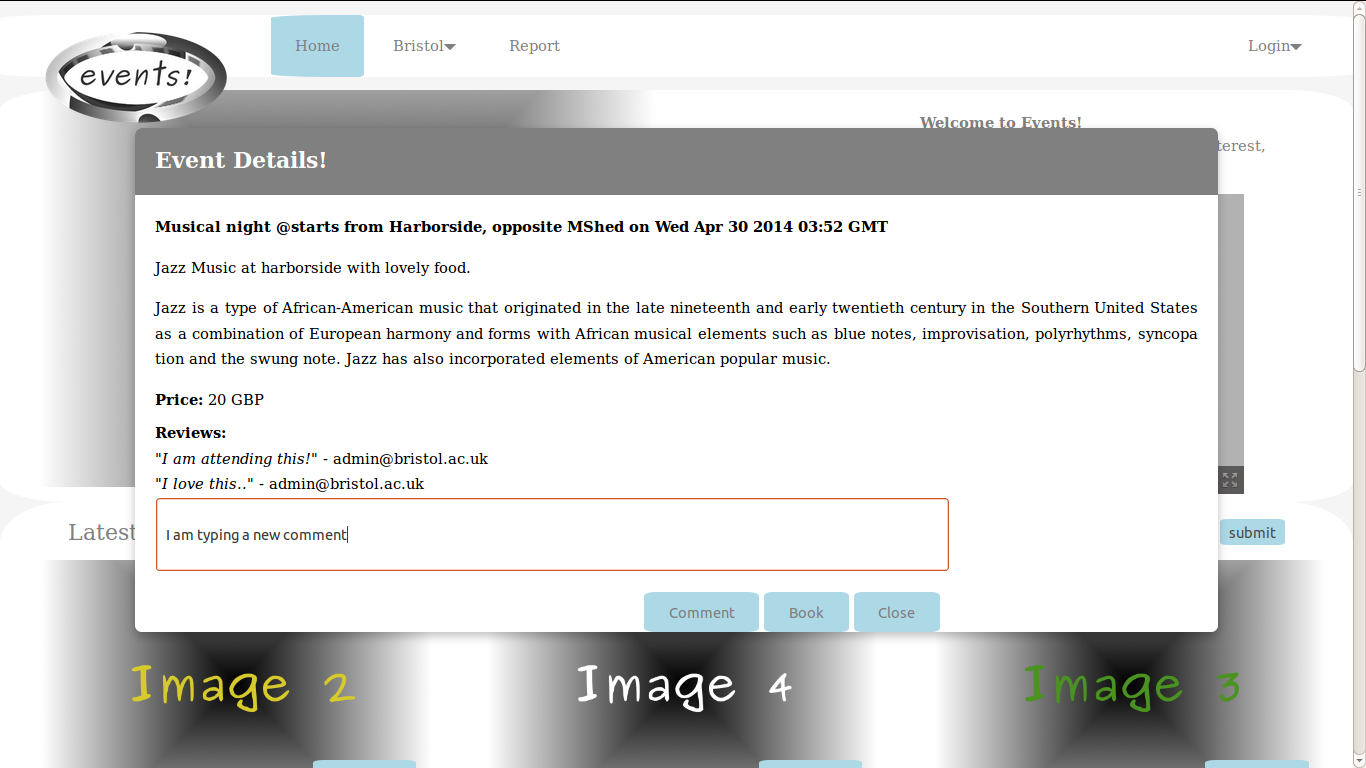 events!
Home
Bristol
Report
Login
Welcome to Events!
terest,
Event Details!
Musical night @starts from Harborside, opposite MShed on Wed Apr 30 2014 03:52 GMT
Jazz Music at harborside with lovely food.
Jazz is a type of African-American music that originated in the late nineteenth and early twentieth century in the Southern United States
as a combination of European harmony and forms with African musical elements such as blue notes, improvisation, polyrhythms, syncopa
tion and the swung note. Jazz has also incorporated elements of American popular music.
Price: 20 GBP
Reviews:
"I am attending this!" - admin@bristol.ac.uk
"I love this.." - admin@bristol.ac.uk
I am typing a new comment
Latest
submit
Comment
Book
Close
Image 2
Image 4
Image 3